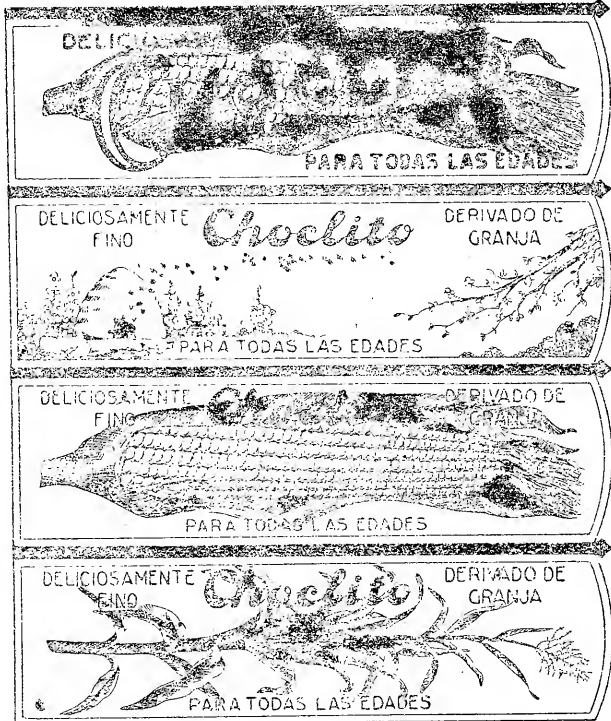 DELICIOSAMENTE
PARA TODAS LAS EDADES
DELICIOSAMENTE
FINO
Choclito
DERIVADO DE
GRANJA
PARA TODAS LAS EDADES
DELICIOSAMENTE
FINO
DERIVADO DE
GRANJA
PARA TODAS LAS EDADES
DELICIOSAMENTE
FINO
Choclito
DERIVADO DE
GRANJA
PARA TODAS LAS EDADES